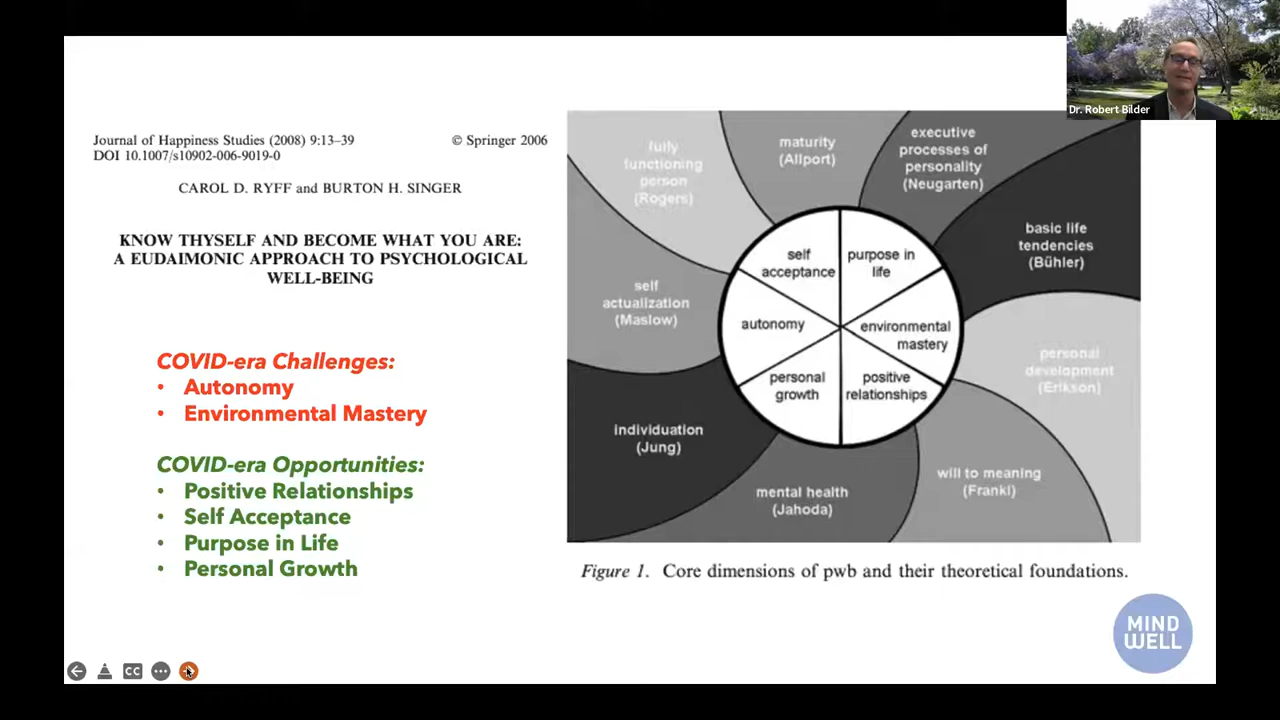 Dr. Robert Bilder
Journal of Happiness Studies (2008) 9:13–39
© Springer 2006
DOI 10.1007/s10902-006-9019-0
CAROL D. RYFF and BURTON H. SINGER
KNOW THYSELF AND BECOME WHAT YOU ARE:
A EUDAIMONIC APPROACH TO PSYCHOLOGICAL
WELL-BEING
COVID-era Challenges:
• Autonomy
• Environmental Mastery
COVID-era Opportunities:
• Positive Relationships
• Self Acceptance
• Purpose in Life
• Personal Growth
fully
functioning
person
(Rogers)
maturity
(Allport)
executive
processes of
personality
(Neugarten)
basic life
tendencies
(Bühler)
self
actualization
(Maslow)
personal
development
(Erikson)
individuation
(Jung)
mental health
(Jahoda)
will to meaning
(Frankl)
self
acceptance
purpose in
life
autonomy
environmental
mastery
personal
growth
positive
relationships
Figure 1. Core dimensions of pwb and their theoretical foundations.
MIND
WELL
CC